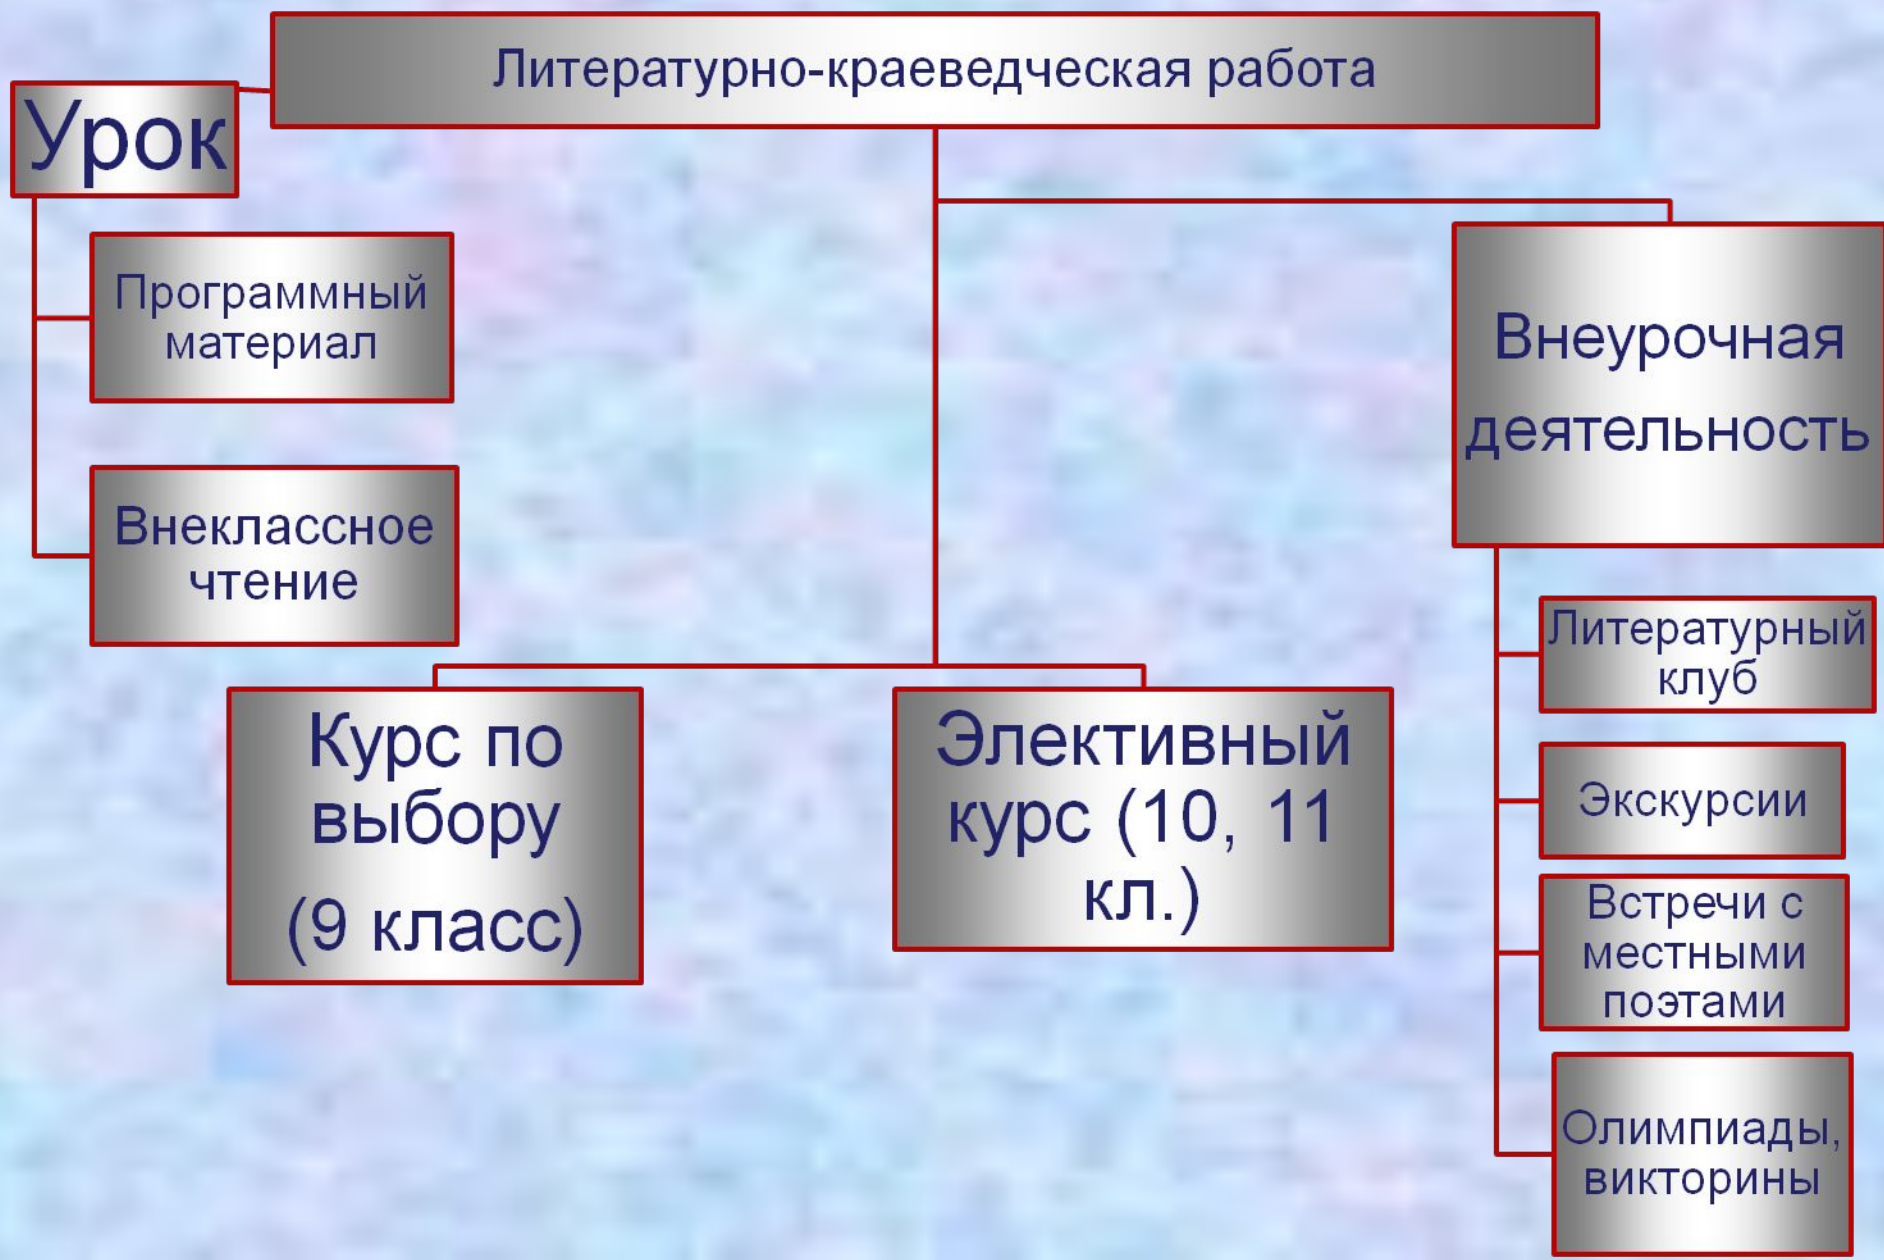 Литературно-краеведческая работа
Урок
Программный
материал
Внеклассное
чтение
Курс по
выбору
(9 класс)
Элективный
курс (10, 11
кл.)
Внеурочная
деятельность
Литературный
клуб
Экскурсии
Встречи с
местными
поэтами
Олимпиады,
викторины